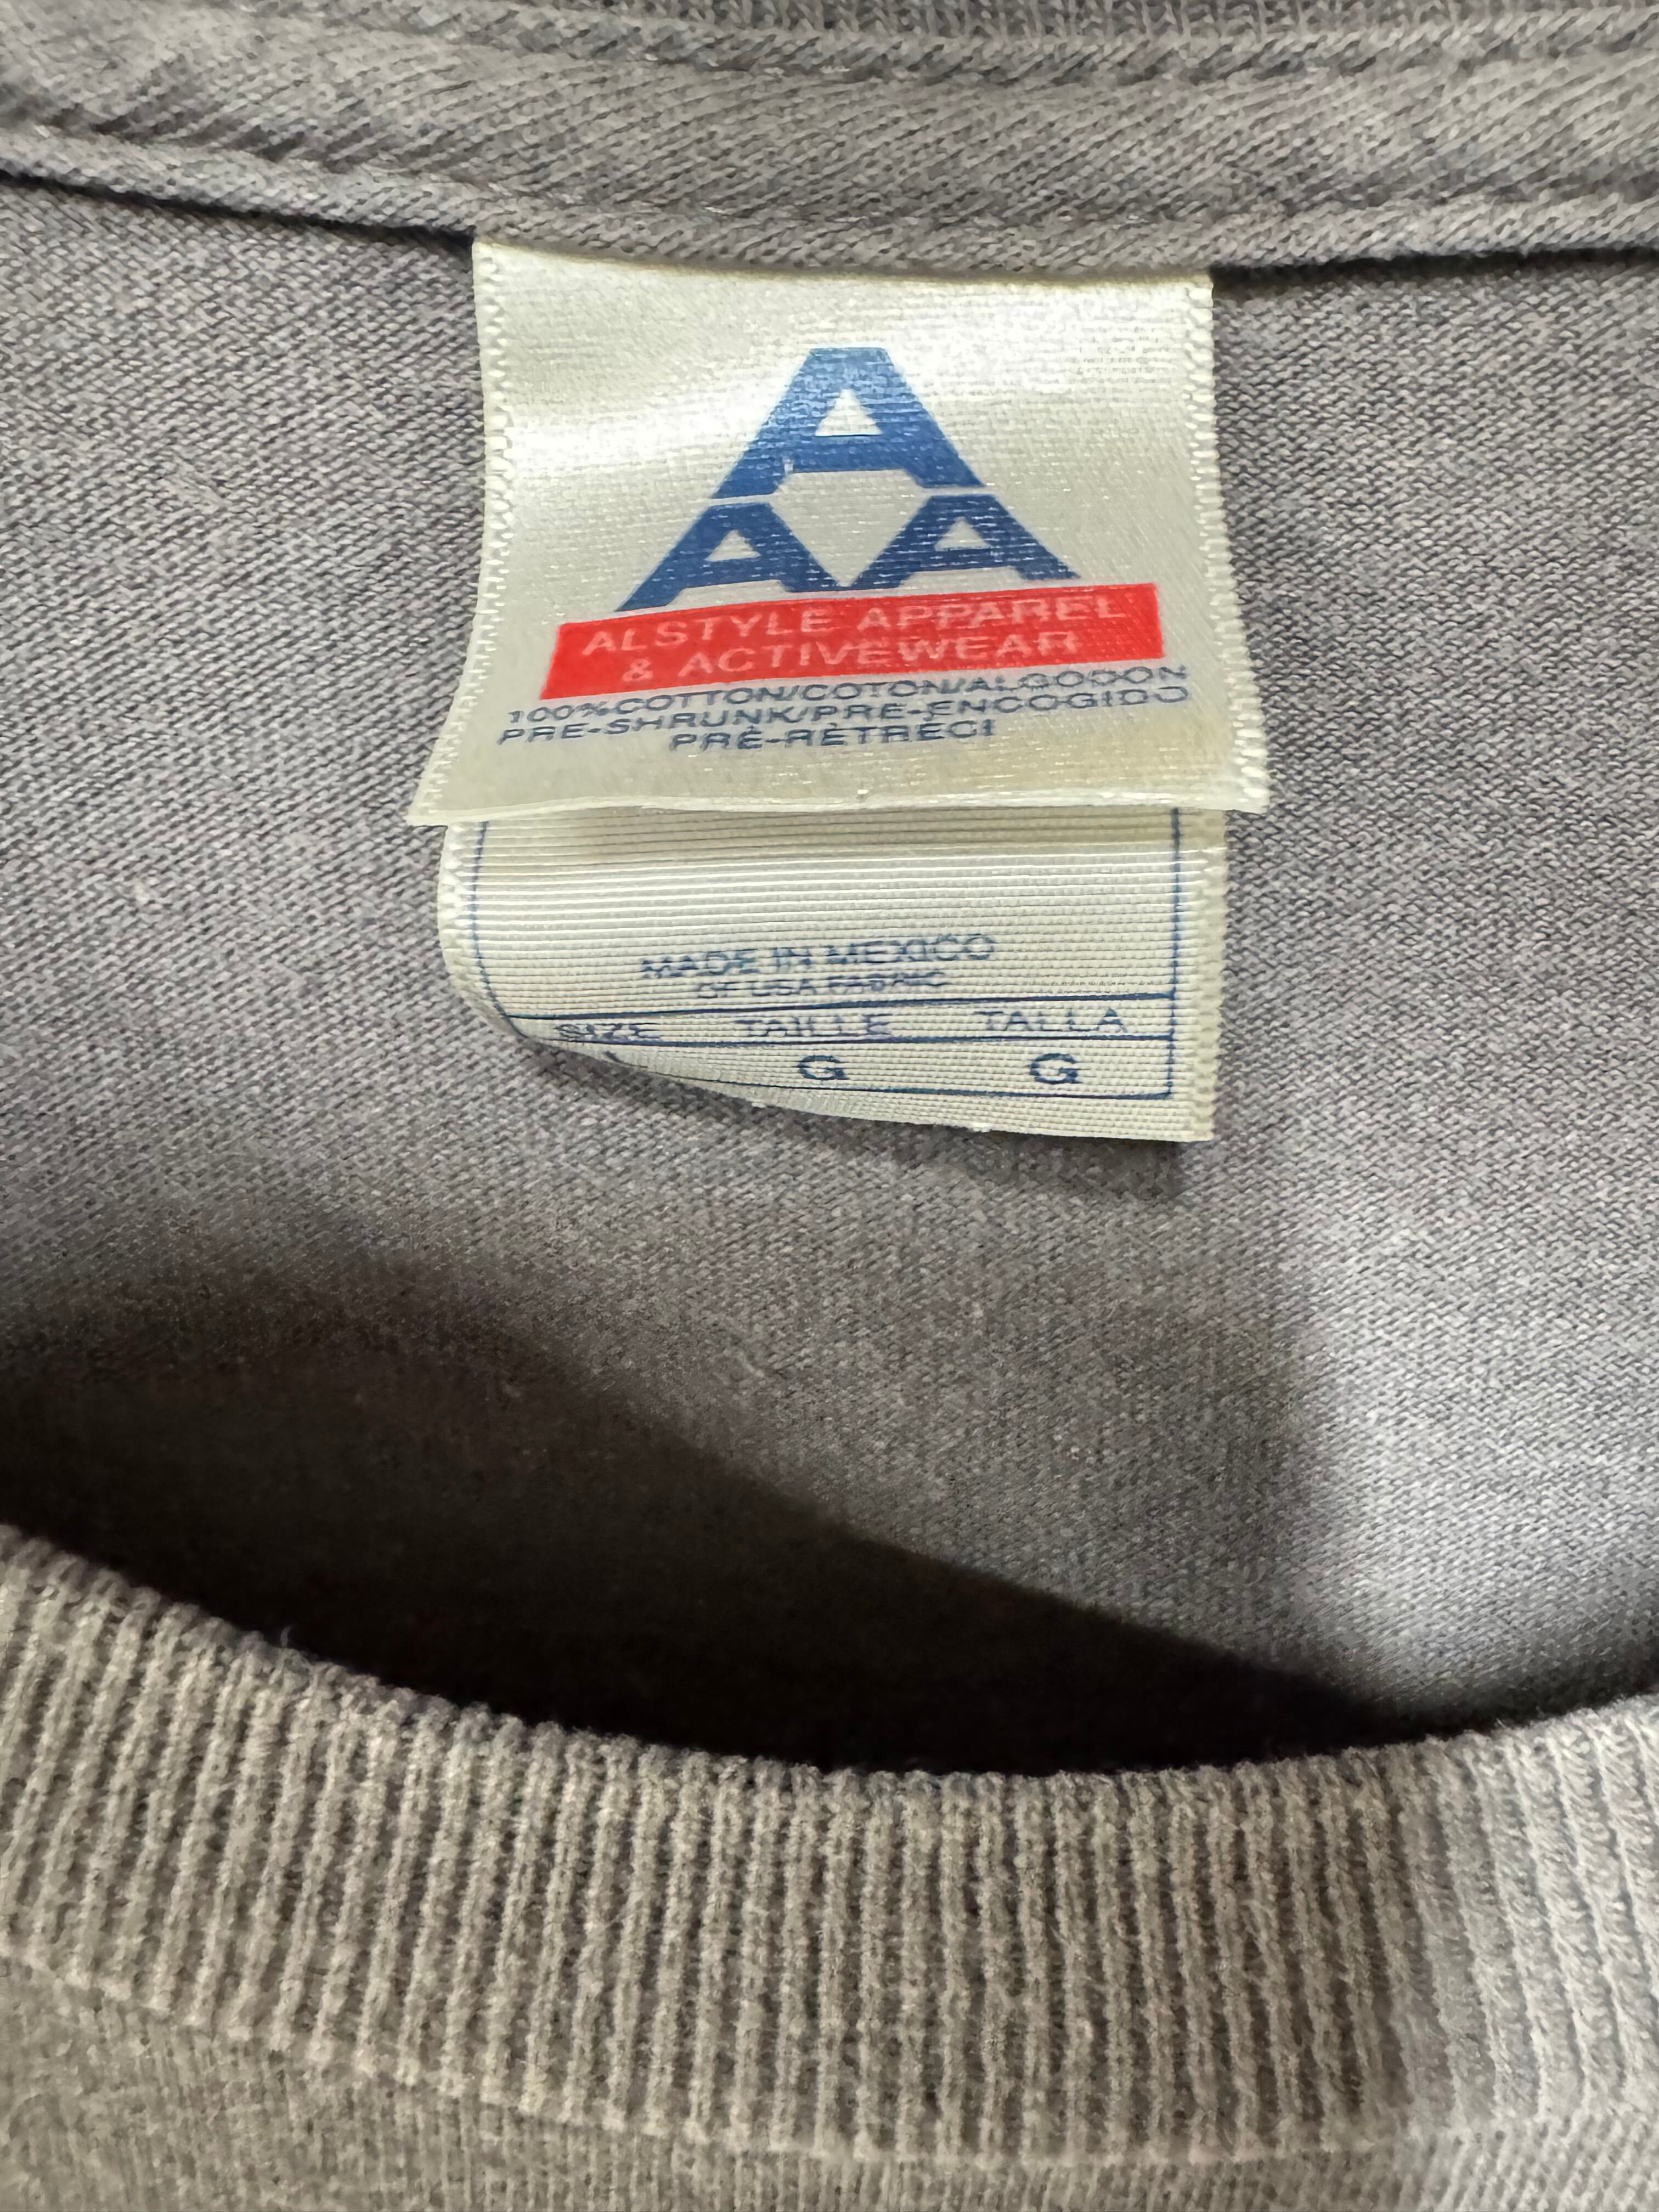 A
A A
ALSTYLE APPAREL
& ACTIVEWEAR
100%COTTON/COTON/ALGODON
PRE-SHRUNK/PRE-ENCOGIDO
PRÉ-RÉTRÉCI
MADE IN MEXICO
OF USA FABRIC
SIZE TAILLE TALLA
G G